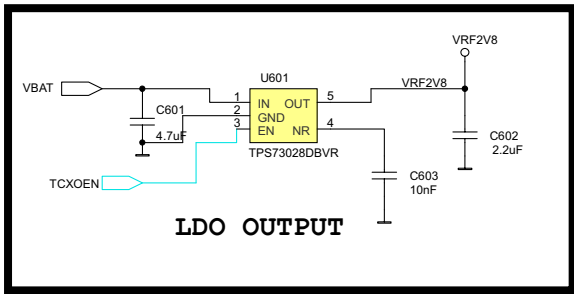 VRF2V8
U601
VBAT
1 IN OUT 5
VRF2V8
2 GND
3 EN NR 4
C601
4.7uF
TPS73028DBVR
C602
2.2uF
TCXOEN
C603
10nF
LDO OUTPUT